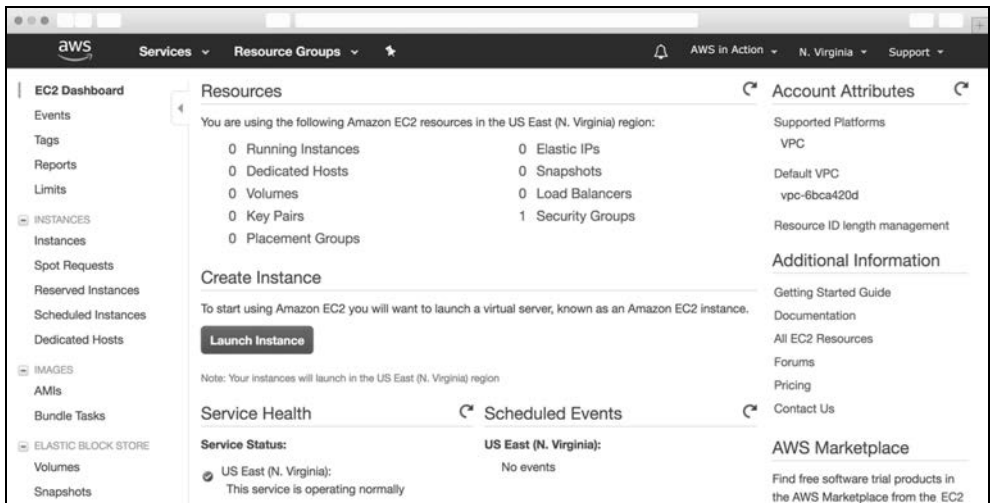 aws
Services
Resource Groups
AWS in Action
N. Virginia
Support
EC2 Dashboard
Events
Tags
Reports
Limits
INSTANCES
Instances
Spot Requests
Reserved Instances
Scheduled Instances
Dedicated Hosts
IMAGES
AMIs
Bundle Tasks
ELASTIC BLOCK STORE
Volumes
Snapshots
Resources
You are using the following Amazon EC2 resources in the US East (N. Virginia) region:
0 Running Instances
0 Dedicated Hosts
0 Volumes
0 Key Pairs
0 Placement Groups
0 Elastic IPs
0 Snapshots
0 Load Balancers
1 Security Groups
Create Instance
To start using Amazon EC2 you will want to launch a virtual server, known as an Amazon EC2 instance.
Launch Instance
Note: Your instances will launch in the US East (N. Virginia) region
Service Health
Service Status:
US East (N. Virginia):
This service is operating normally
Scheduled Events
US East (N. Virginia):
No events
Account Attributes
Supported Platforms
VPC
Default VPC
vpc-6bca420d
Resource ID length management
Additional Information
Getting Started Guide
Documentation
All EC2 Resources
Forums
Pricing
Contact Us
AWS Marketplace
Find free software trial products in
the AWS Marketplace from the EC2